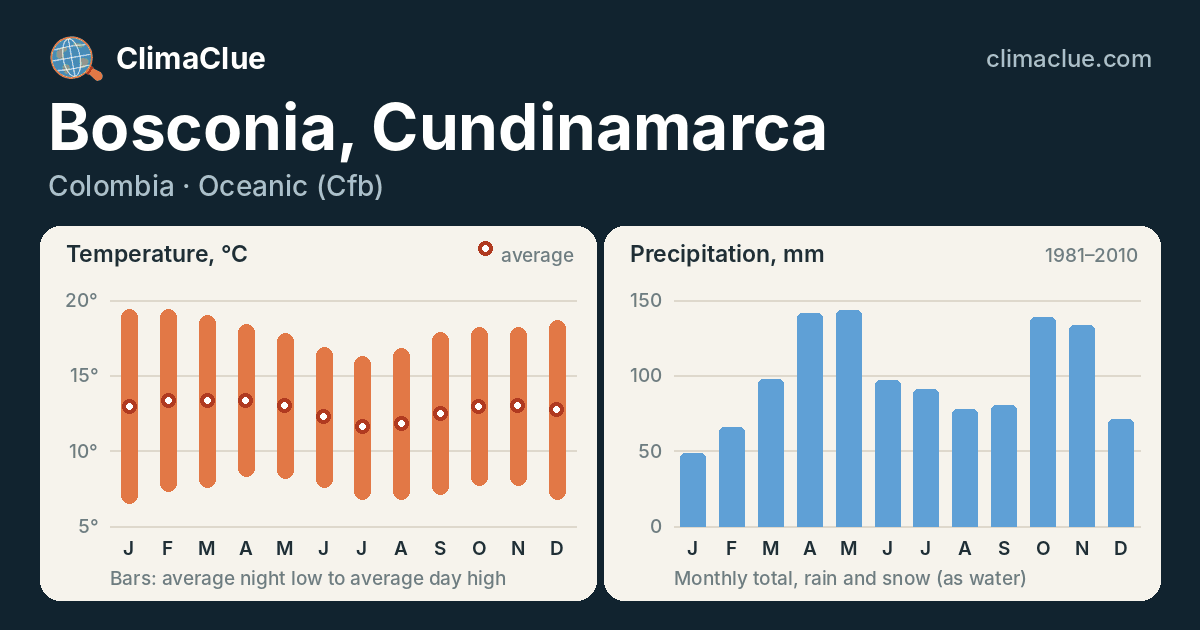 ClimaClue
climaclue.com
Bosconia, Cundinamarca
Colombia · Oceanic (Cfb)
Temperature, °C
average
20°
15°
10°
5°
J F M A M J J A S O N D
Bars: average night low to average day high
Precipitation, mm
1981–2010
150
100
50
0
J F M A M J J A S O N D
Monthly total, rain and snow (as water)